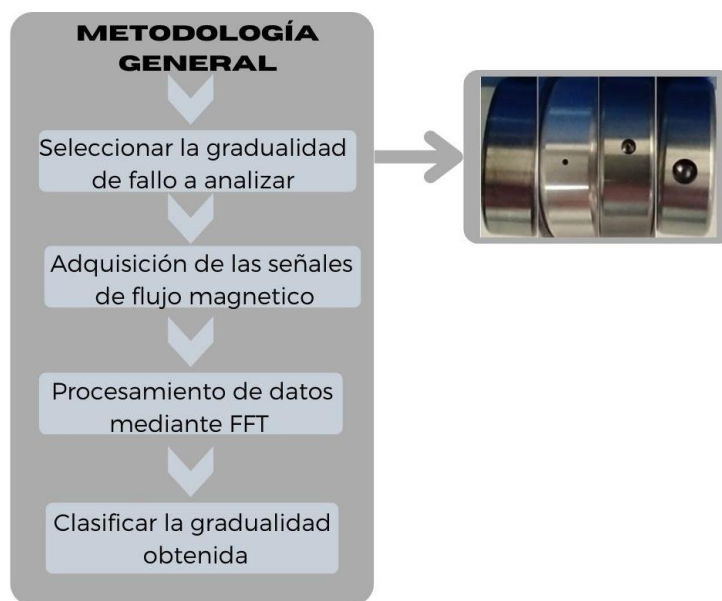 METODOLOGÍA
GENERAL
Seleccionar la gradualidad
de fallo a analizar
Adquisición de las señales
de flujo magnetico
Procesamiento de datos
mediante FFT
Clasificar la gradualidad
obtenida